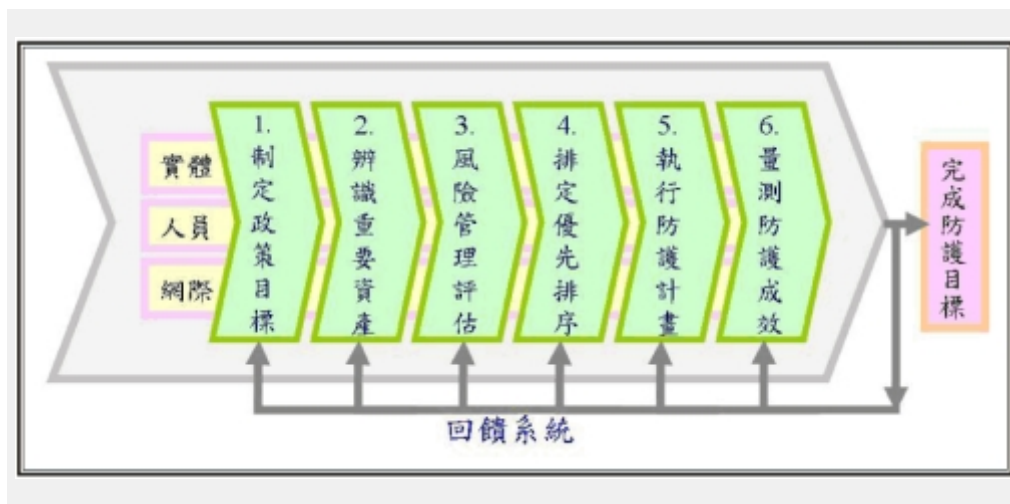 實體
人員
網際
1.制定政策目標
2.辨識重要資產
3.風險管理評估
4.排定優先排序
5.執行防護計畫
6.量測防護成效
完成防護目標
回饋系統